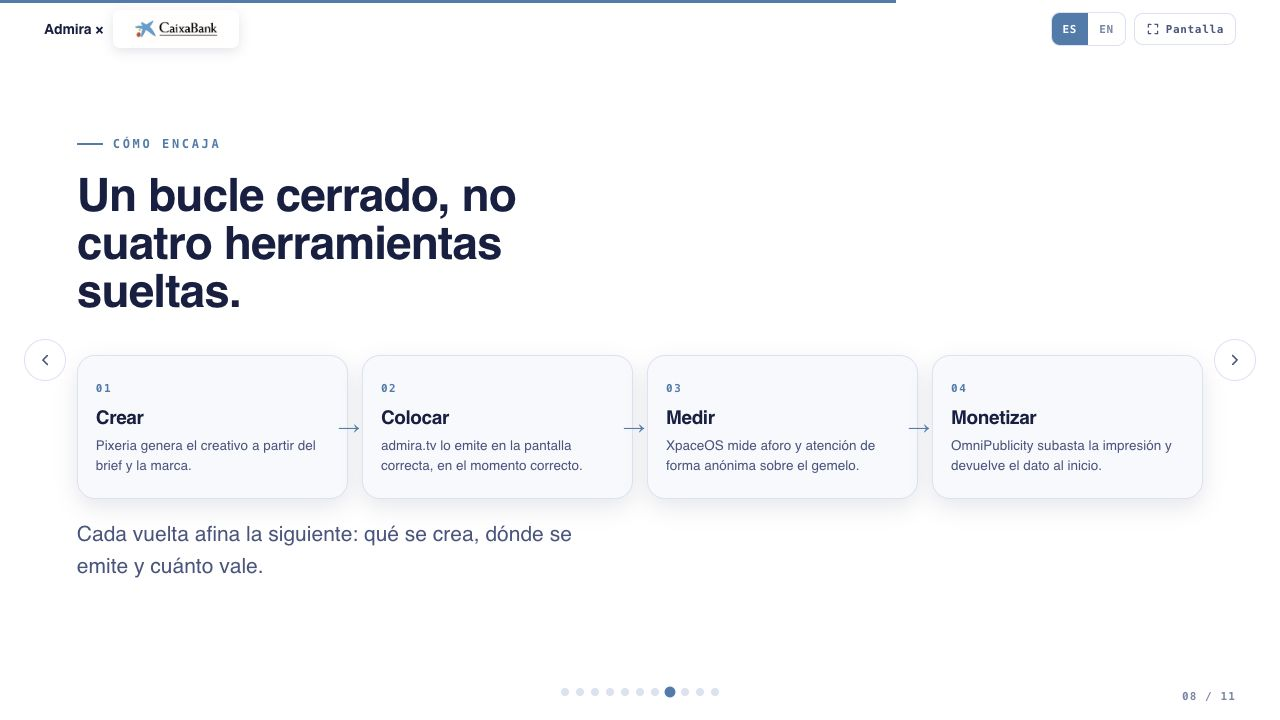 Admira ×
CaixaBank
ES
EN
Pantalla
CÓMO ENCAJA
Un bucle cerrado, no
cuatro herramientas
sueltas.
01
Crear
Pixeria genera el creativo a partir del
brief y la marca.
→
02
Colocar
admira.tv lo emite en la pantalla
correcta, en el momento correcto.
→
03
Medir
XpaceOS mide aforo y atención de
forma anónima sobre el gemelo.
→
04
Monetizar
OmniPublicity subasta la impresión y
devuelve el dato al inicio.
Cada vuelta afina la siguiente: qué se crea, dónde se
emite y cuánto vale.
08 / 11